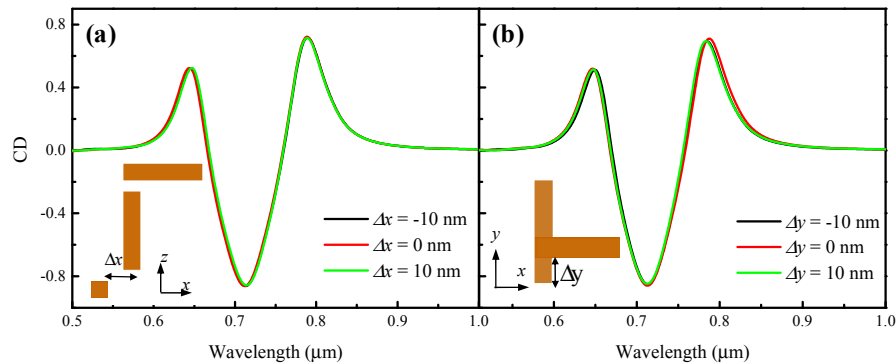 (a)
(b)
CD
0.8
0.4
0.0
-0.4
-0.8
Δx
z
x
Δx = -10 nm
Δx = 0 nm
Δx = 10 nm
y
x
Δy
Δy = -10 nm
Δy = 0 nm
Δy = 10 nm
0.5 0.6 0.7 0.8 0.9 1.0 0.6 0.7 0.8 0.9 1.0
Wavelength (μm) Wavelength (μm)